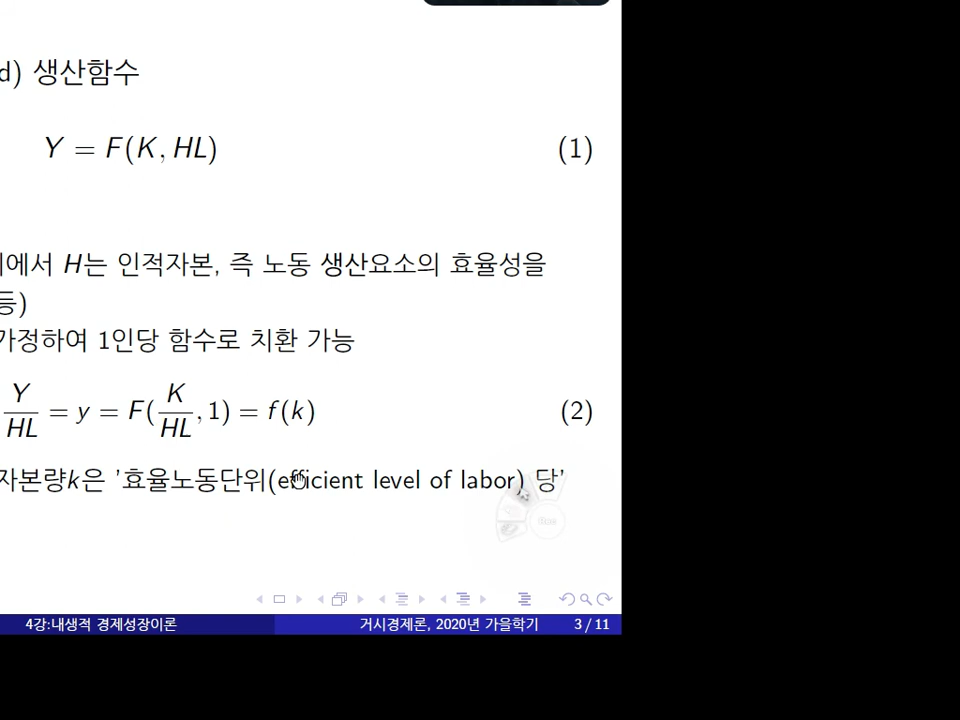 d) 생산함수
Y = F(K, HL) (1)
에서 H는 인적자본, 즉 노동 생산요소의 효율성을
등)
가정하여 1인당 함수로 치환 가능
Y/HL = y = F(K/HL, 1) = f(k) (2)
자본량k은 '효율노동단위(efficient level of labor) 당'
4강:내생적 경제성장이론 거시경제론, 2020년 가을학기 3 / 11